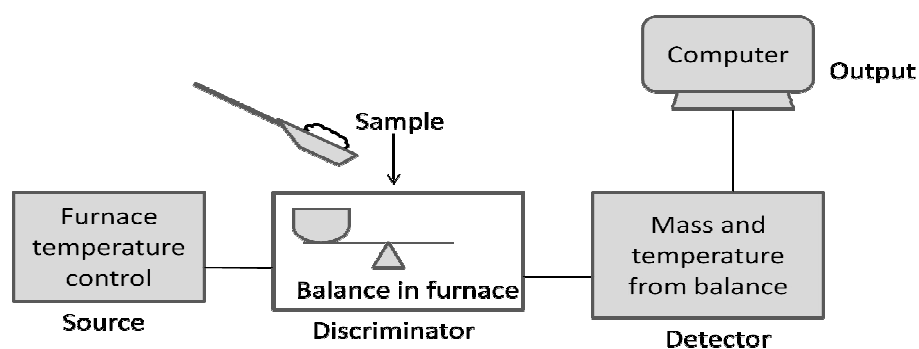 Computer
Output
Sample
Furnace
temperature
control
Source
Balance in furnace
Discriminator
Mass and
temperature
from balance
Detector